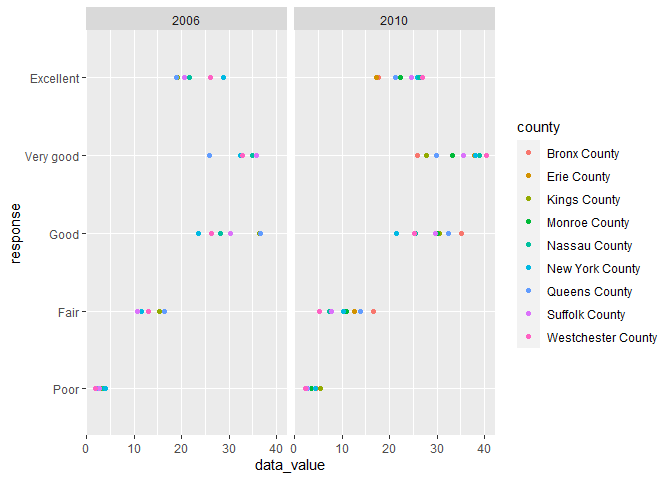 2006 2010
response
Excellent
Very good
Good
Fair
Poor
0 10 20 30 40 0 10 20 30 40
data_value
county
Bronx County
Erie County
Kings County
Monroe County
Nassau County
New York County
Queens County
Suffolk County
Westchester County